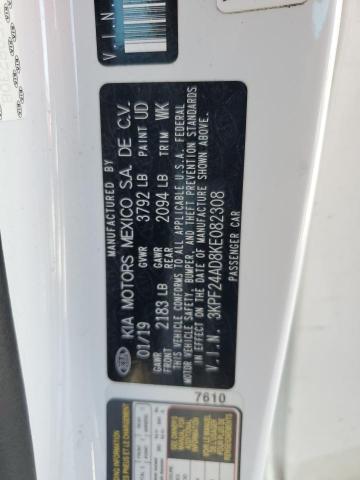 V.I.N.
MANUFACTURED BY
KIA MOTORS MEXICO S.A. DE C.V.
01/19 GVWR 3792 LB PAINT UD
GAWR FRONT 2183 LB GAWR REAR 2094 LB TRIM WK
THIS VEHICLE CONFORMS TO ALL APPLICABLE U.S.A. FEDERAL
MOTOR VEHICLE SAFETY, BUMPER, AND THEFT PREVENTION STANDARDS
IN EFFECT ON THE DATE OF MANUFACTURE SHOWN ABOVE.
V.I.N. 3KPF24AD8KE082308
PASSENGER CAR
KIA
7610